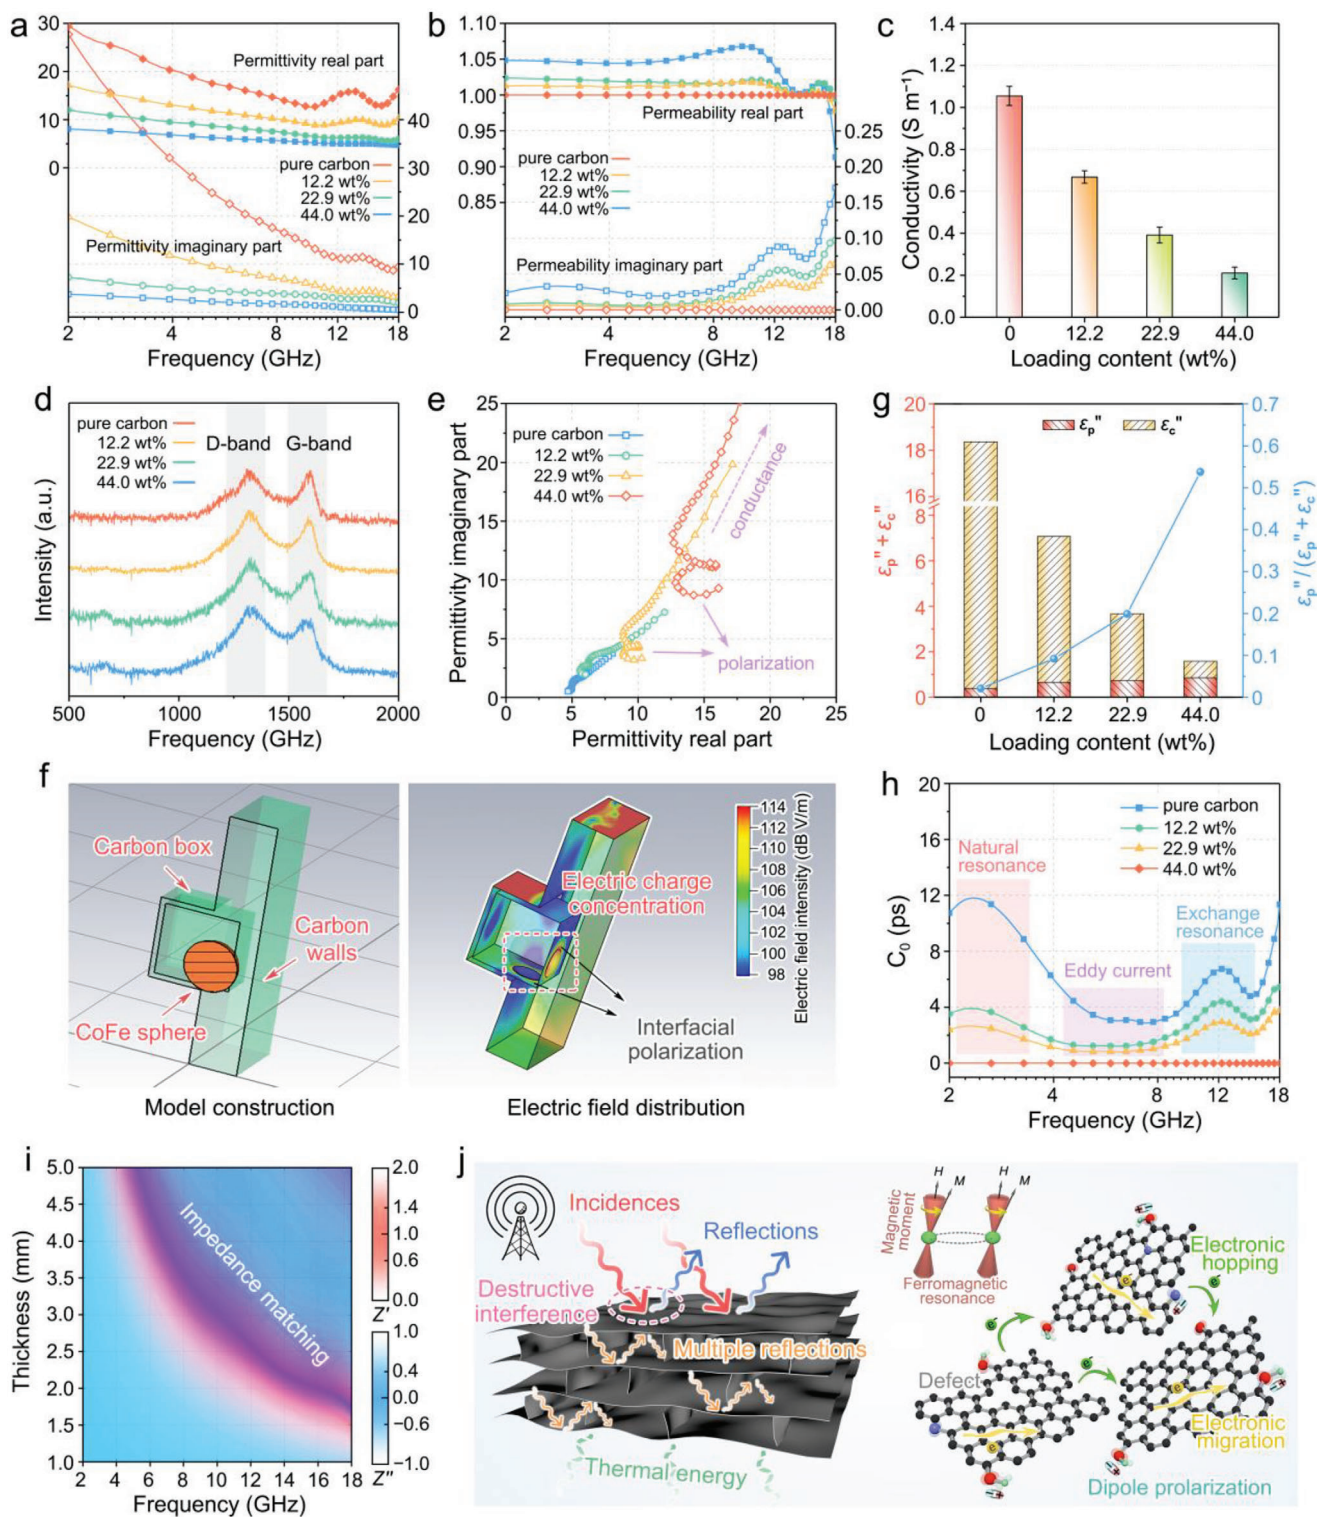 a
30
20
10
0
Permittivity real part
40
30
20
10
0
pure carbon
12.2 wt%
22.9 wt%
44.0 wt%
Permittivity imaginary part
2 4 8 12 18
Frequency (GHz)
b
1.10
1.05
1.00
0.95
0.90
0.85
Permeability real part
0.25
0.20
0.15
0.10
0.05
0.00
pure carbon
12.2 wt%
22.9 wt%
44.0 wt%
Permeability imaginary part
2 4 8 12 18
Frequency (GHz)
c
Conductivity (S m⁻¹)
1.4
1.2
1.0
0.8
0.6
0.4
0.2
0.0
0 12.2 22.9 44.0
Loading content (wt%)
d
pure carbon
12.2 wt%
22.9 wt%
44.0 wt%
D-band G-band
Intensity (a.u.)
500 1000 1500 2000
Frequency (GHz)
e
Permittivity imaginary part
25
20
15
10
5
0
pure carbon
12.2 wt%
22.9 wt%
44.0 wt%
conductance
polarization
0 5 10 15 20 25
Permittivity real part
g
εp'' + εc''
20
18
16
8
6
4
2
0
εp'' εc''
0.7
0.6
0.5
0.4
0.3
0.2
0.1
0
εp'' / (εp'' + εc'')
0 12.2 22.9 44.0
Loading content (wt%)
f
Carbon box
Carbon
walls
CoFe sphere
Model construction
Electric charge
concentration
Interfacial
polarization
114
112
110
108
106
104
102
100
98
Electric field intensity (dB V/m)
Electric field distribution
h
C₀ (ps)
20
16
12
8
4
0
pure carbon
12.2 wt%
22.9 wt%
44.0 wt%
Natural
resonance
Eddy current
Exchange
resonance
2 4 8 12 18
Frequency (GHz)
i
Thickness (mm)
5.0
4.5
4.0
3.5
3.0
2.5
2.0
1.5
1.0
Impedance matching
2 4 6 8 10 12 14 16 18
Frequency (GHz)
2.0
1.8
1.2
0.6
0.0
Z'
1.0
0.4
0.0
−0.6
−1.0
Z''
j
Incidences
Reflections
Destructive
interference
Multiple reflections
Thermal energy
H M H M
Magnetic
moment
Ferromagnetic
resonance
Electronic
hopping
Defect
Electronic
migration
Dipole prolarization